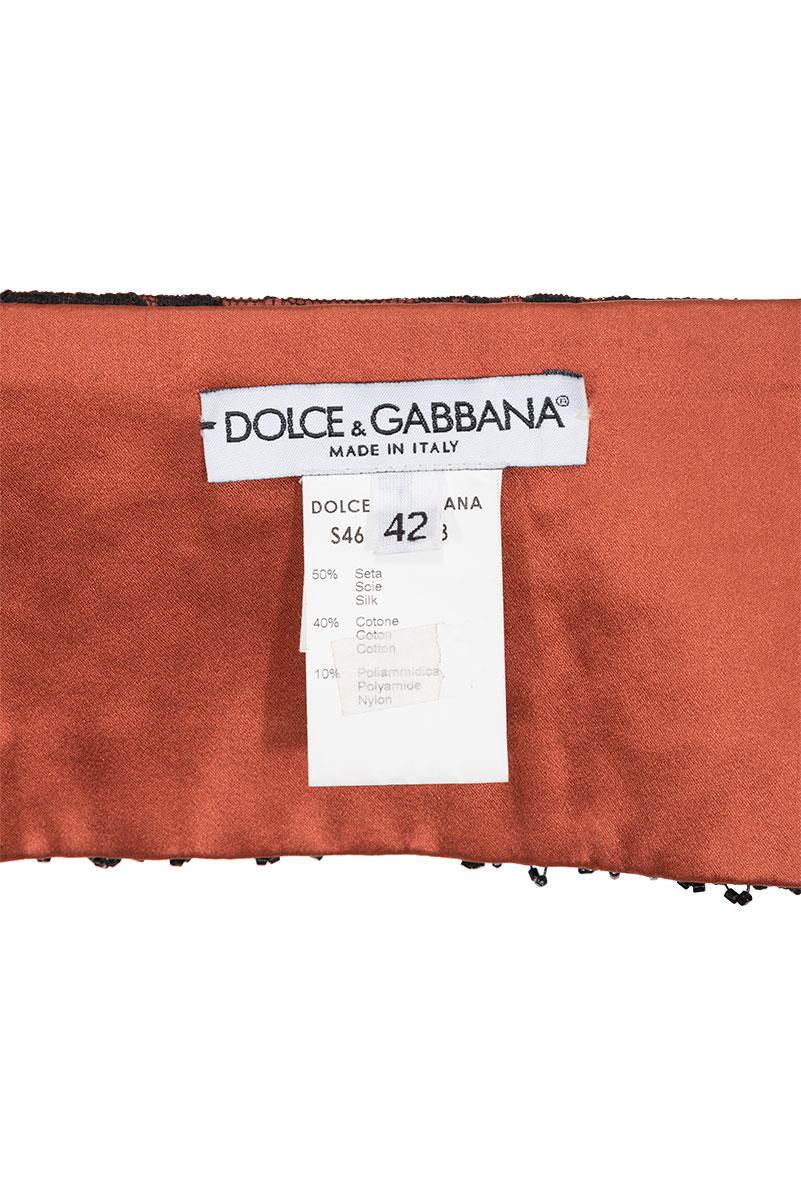 DOLCE & GABBANA®
MADE IN ITALY
DOLCE ANA
S46 42
50% Seta
Soie
Silk
40% Cotone
Coton
Cotton
10% Poliammidica
Polyamide
Nylon